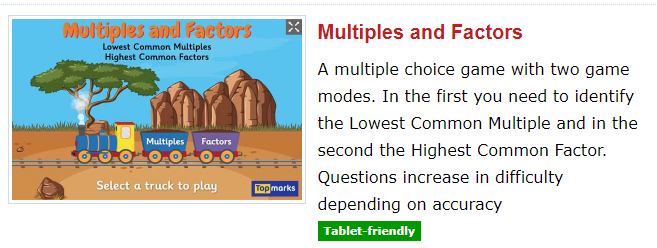 Multiples and Factors
Lowest Common Multiples
Highest Common Factors
Multiples
Factors
Select a truck to play
Topmarks
Multiples and Factors
A multiple choice game with two game
modes. In the first you need to identify
the Lowest Common Multiple and in the
second the Highest Common Factor.
Questions increase in difficulty
depending on accuracy
Tablet-friendly